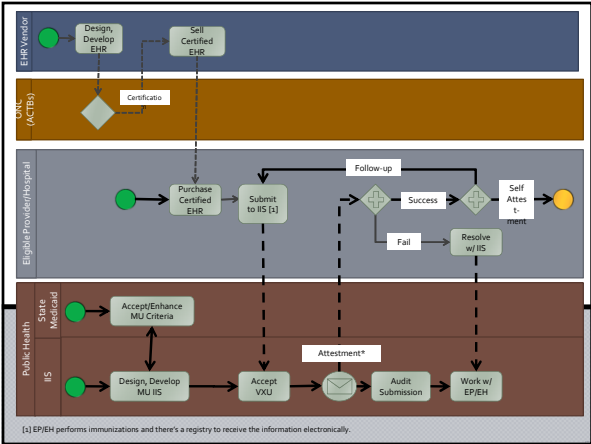 EHR Vendor
Design,
Develop
EHR
Sell
Certified
EHR
ONC
(ACTBs)
Certificatio
Eligible Provider/Hospital
Follow-up
Purchase
Certified
EHR
Submit
to IIS [1]
Success
Self
Attes
t-
ment
Fail
Resolve
w/ IIS
Public Health
State
Medicaid
Accept/Enhance
MU Criteria
IIS
Attestment*
Design, Develop
MU IIS
Accept
VXU
Audit
Submission
Work w/
EP/EH
[1] EP/EH performs immunizations and there's a registry to receive the information electronically.